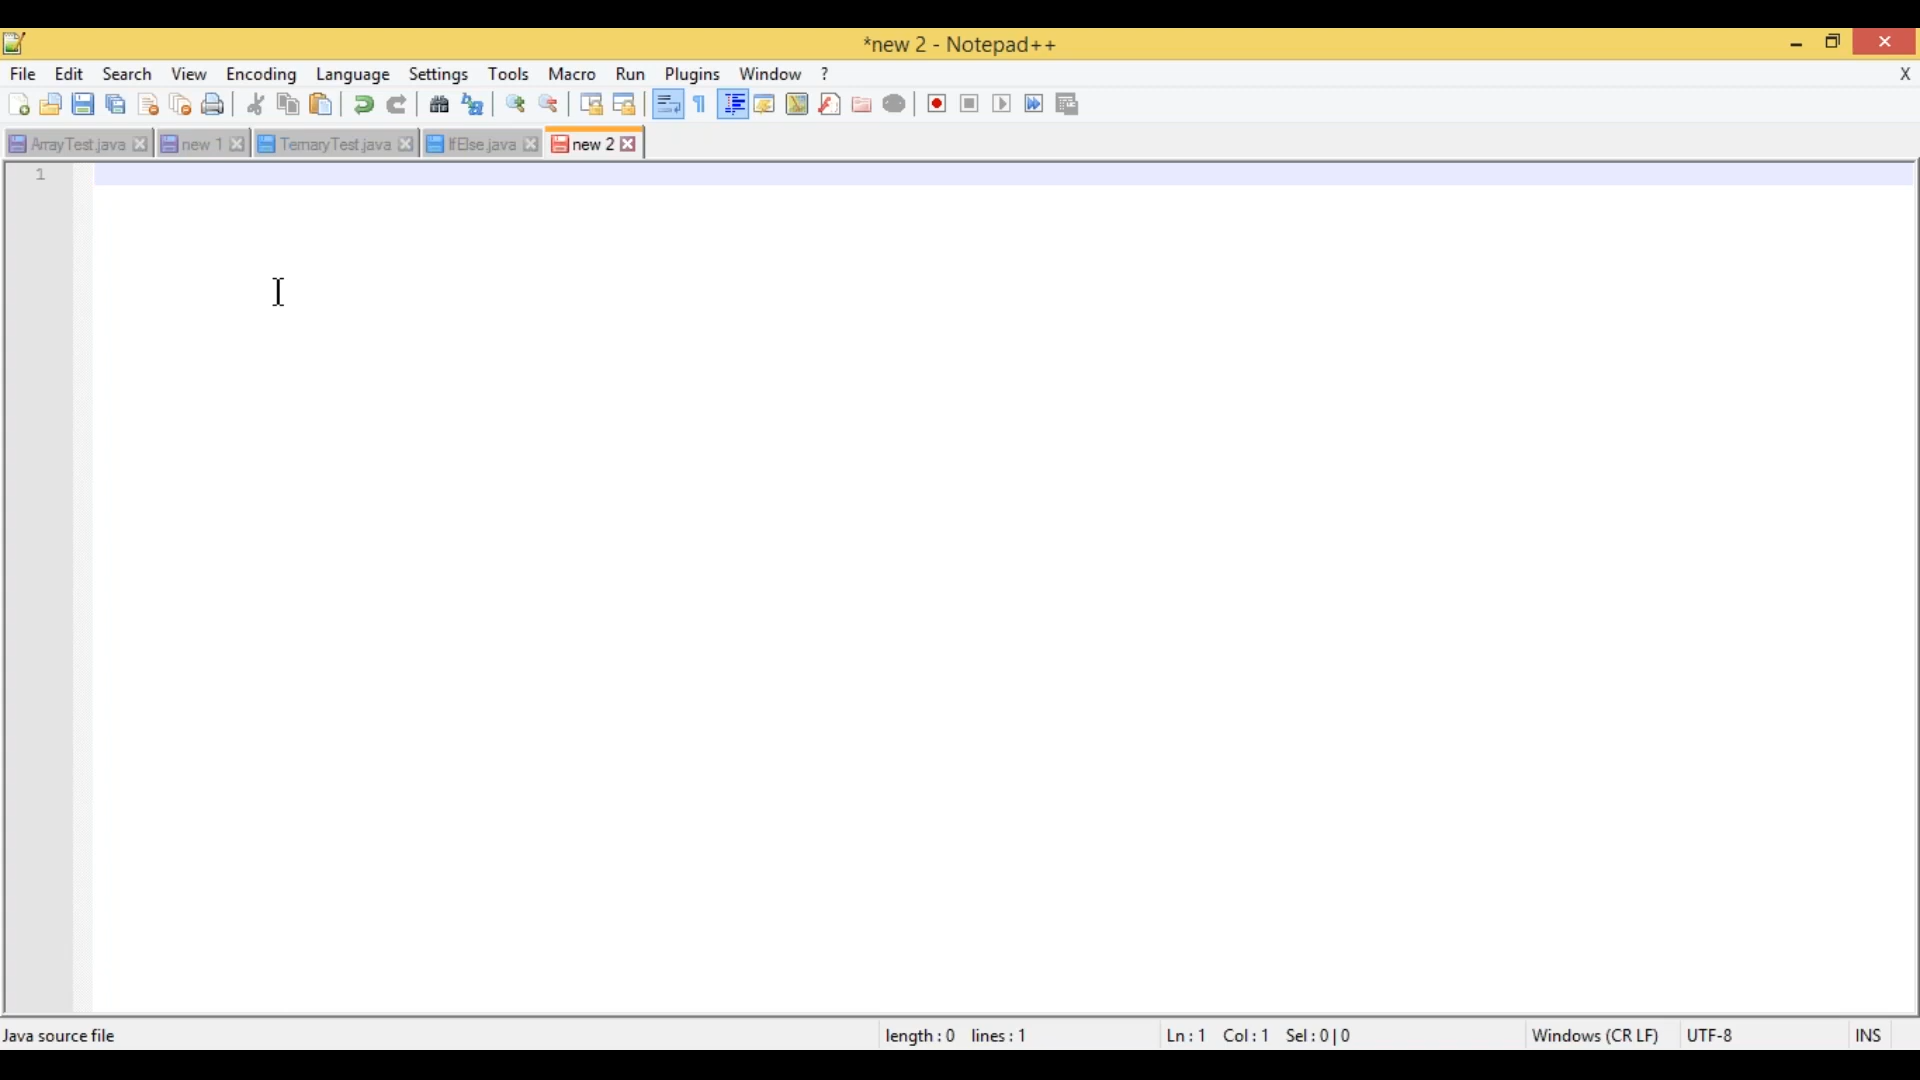 *new 2 - Notepad++
File Edit Search View Encoding Language Settings Tools Macro Run Plugins Window ? X
ArrayTest.java new 1 TernaryTest.java IfElse.java new 2
1
Java source file length : 0 lines : 1 Ln : 1 Col : 1 Sel : 0 | 0 Windows (CR LF) UTF-8 INS